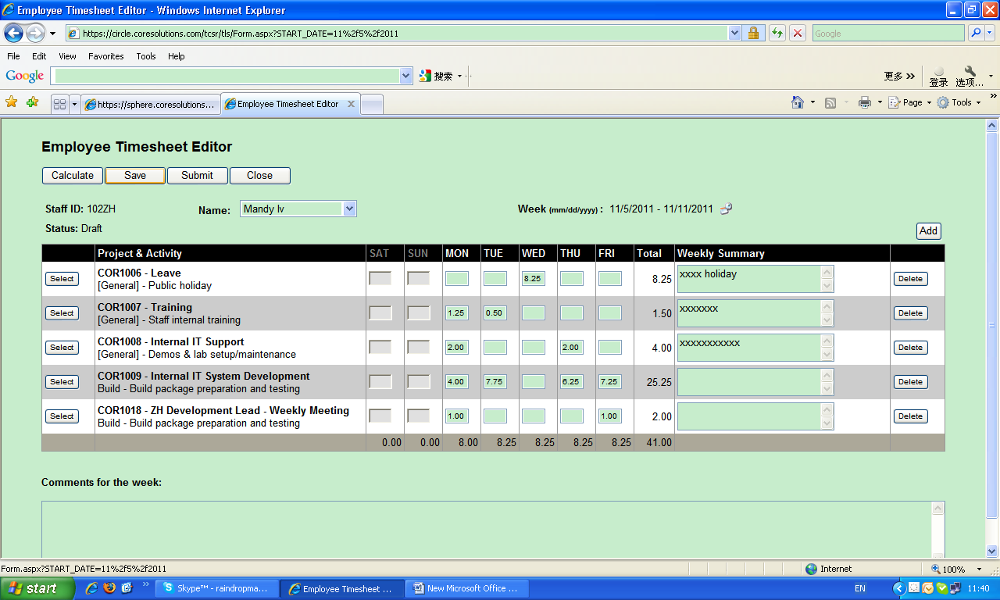 Employee Timesheet Editor - Windows Internet Explorer
https://circle.coresolutions.com/tcsr/tls/Form.aspx?START_DATE=11%2f5%2f2011
Google
File Edit View Favorites Tools Help
Google 搜索 更多 登录 选项...
https://sphere.coresolutions... Employee Timesheet Editor Page Tools
Employee Timesheet Editor
Calculate Save Submit Close
Staff ID: 102ZH Name: Mandy lv Week (mm/dd/yyyy) : 11/5/2011 - 11/11/2011
Status: Draft
Add
Project & Activity SAT SUN MON TUE WED THU FRI Total Weekly Summary
Select COR1006 - Leave 8.25 8.25 xxxx holiday Delete
[General] - Public holiday
Select COR1007 - Training 1.25 0.50 1.50 xxxxxxx Delete
[General] - Staff internal training
Select COR1008 - Internal IT Support 2.00 2.00 4.00 xxxxxxxxxxx Delete
[General] - Demos & lab setup/maintenance
Select COR1009 - Internal IT System Development 4.00 7.75 6.25 7.25 25.25 Delete
Build - Build package preparation and testing
Select COR1018 - ZH Development Lead - Weekly Meeting 1.00 1.00 2.00 Delete
Build - Build package preparation and testing
0.00 0.00 8.00 8.25 8.25 8.25 8.25 41.00
Comments for the week:
Form.aspx?START_DATE=11%2f5%2f2011 Internet 100%
start Skype™ - raindropma... Employee Timesheet ... New Microsoft Office ... EN 11:40